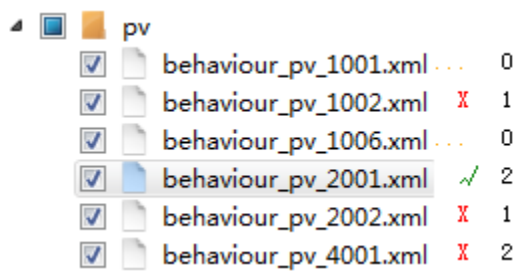 pv
behaviour_pv_1001.xml ... 0
behaviour_pv_1002.xml X 1
behaviour_pv_1006.xml ... 0
behaviour_pv_2001.xml ✓ 2
behaviour_pv_2002.xml X 1
behaviour_pv_4001.xml X 2